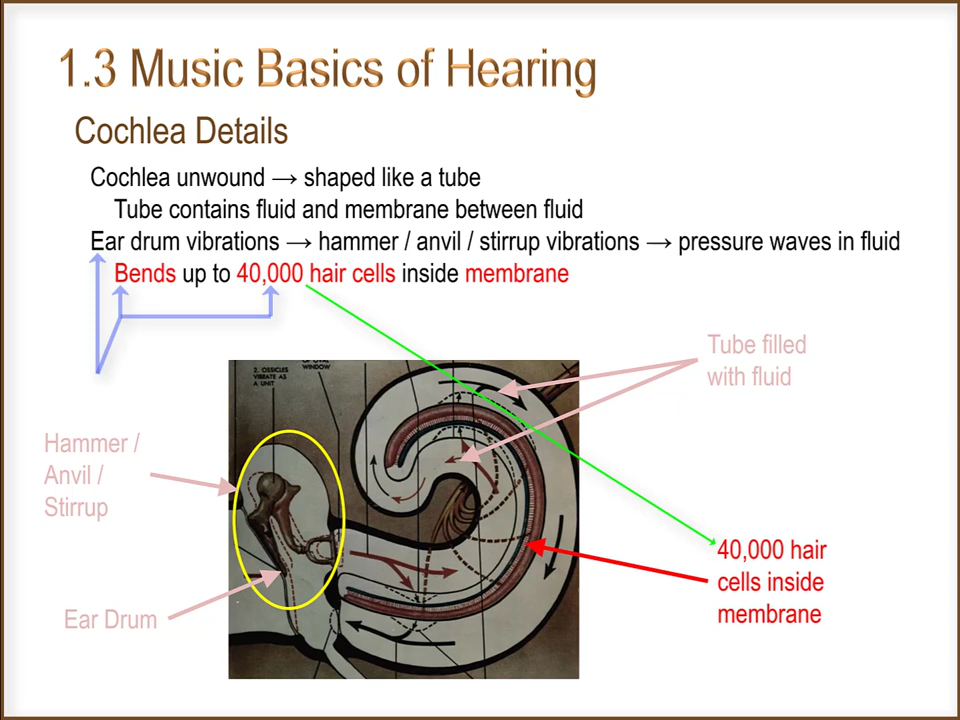 1.3 Music Basics of Hearing
Cochlea Details
Cochlea unwound → shaped like a tube
Tube contains fluid and membrane between fluid
Ear drum vibrations → hammer / anvil / stirrup vibrations → pressure waves in fluid
Bends up to 40,000 hair cells inside membrane
Tube filled
with fluid
OF OVAL
WINDOW
2. OSSICLES
VIBRATE AS
A UNIT
Hammer /
Anvil /
Stirrup
Ear Drum
40,000 hair
cells inside
membrane